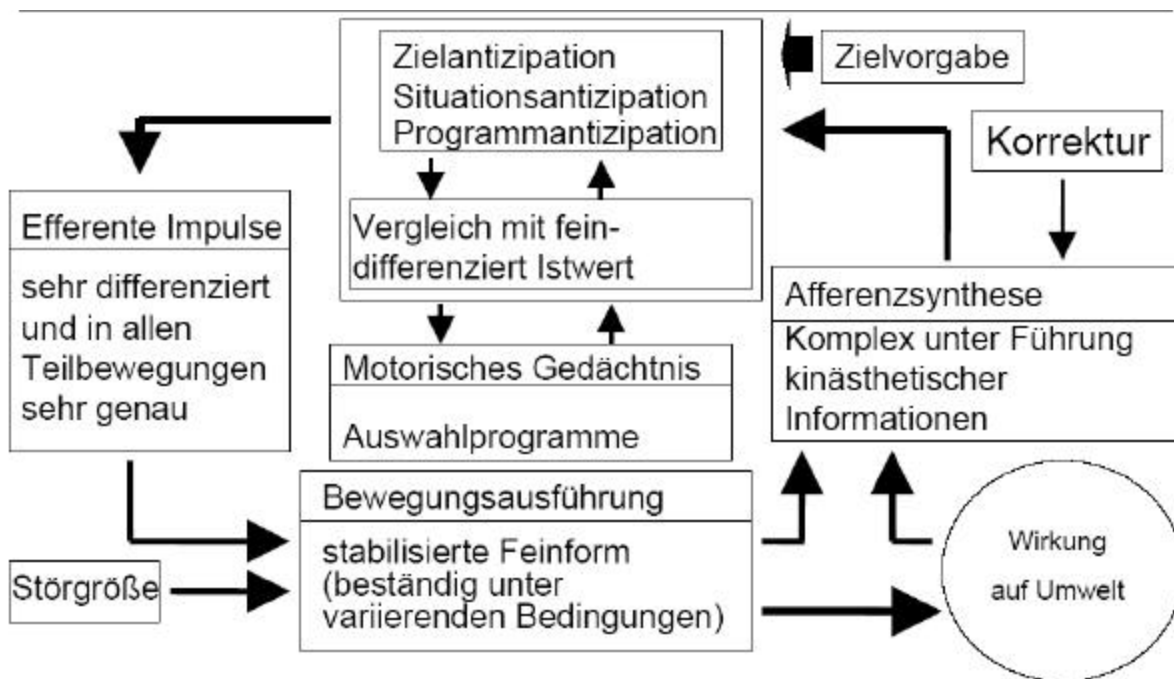 Zielantizipation
Situationsantizipation
Programmantizipation
Zielvorgabe
Korrektur
Efferente Impulse
sehr differenziert
und in allen
Teilbewegungen
sehr genau
Vergleich mit fein-
differenziert Istwert
Motorisches Gedächtnis
Auswahlprogramme
Afferenzsynthese
Komplex unter Führung
kinästhetischer
Informationen
Bewegungsausführung
stabilisierte Feinform
(beständig unter
variierenden Bedingungen)
Störgröße
Wirkung
auf Umwelt